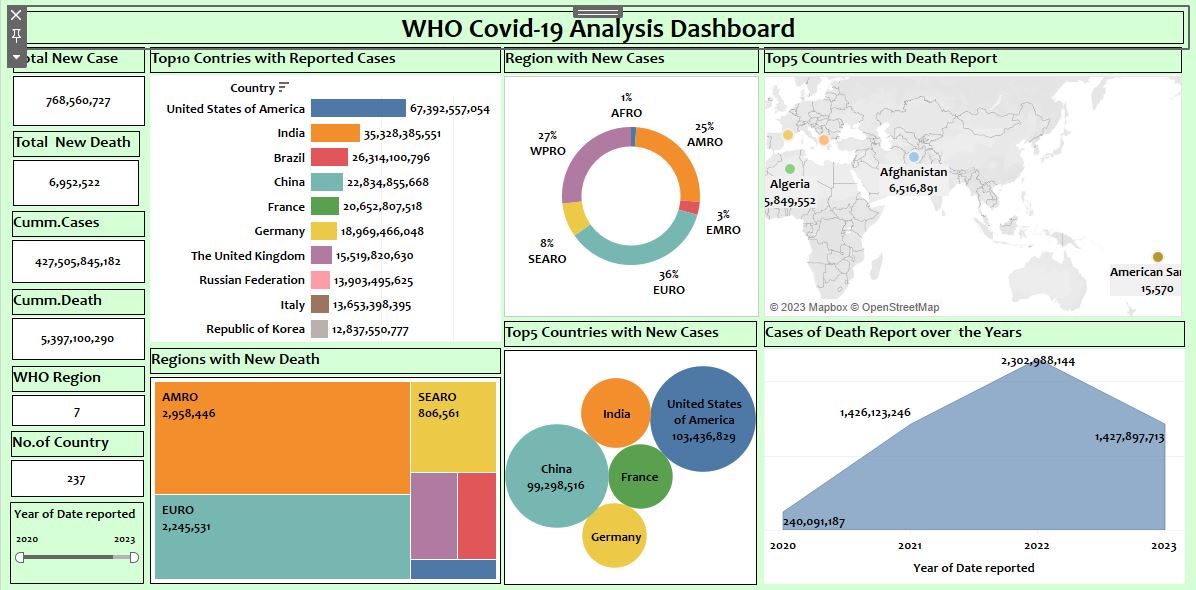 WHO Covid-19 Analysis Dashboard
otal New Case
768,560,727
Total New Death
6,952,522
Cumm.Cases
427,505,845,182
Cumm.Death
5,397,100,290
WHO Region
7
No.of Country
237
Year of Date reported
2020 2023
Top10 Contries with Reported Cases
Country
United States of America 67,392,557,054
India 35,328,385,551
Brazil 26,314,100,796
China 22,834,855,668
France 20,652,807,518
Germany 18,969,466,048
The United Kingdom 15,519,820,630
Russian Federation 13,903,495,625
Italy 13,653,398,395
Republic of Korea 12,837,550,777
Regions with New Death
AMRO
2,958,446
SEARO
806,561
EURO
2,245,531
Region with New Cases
1%
AFRO
25%
AMRO
3%
EMRO
36%
EURO
8%
SEARO
27%
WPRO
Top5 Countries with New Cases
India
United States
of America
103,436,829
China
99,298,516
France
Germany
Top5 Countries with Death Report
Afghanistan
6,516,891
Algeria
5,849,552
American Sa
15,570
© 2023 Mapbox © OpenStreetMap
Cases of Death Report over the Years
2,302,988,144
1,426,123,246
1,427,897,713
240,091,187
2020 2021 2022 2023
Year of Date reported